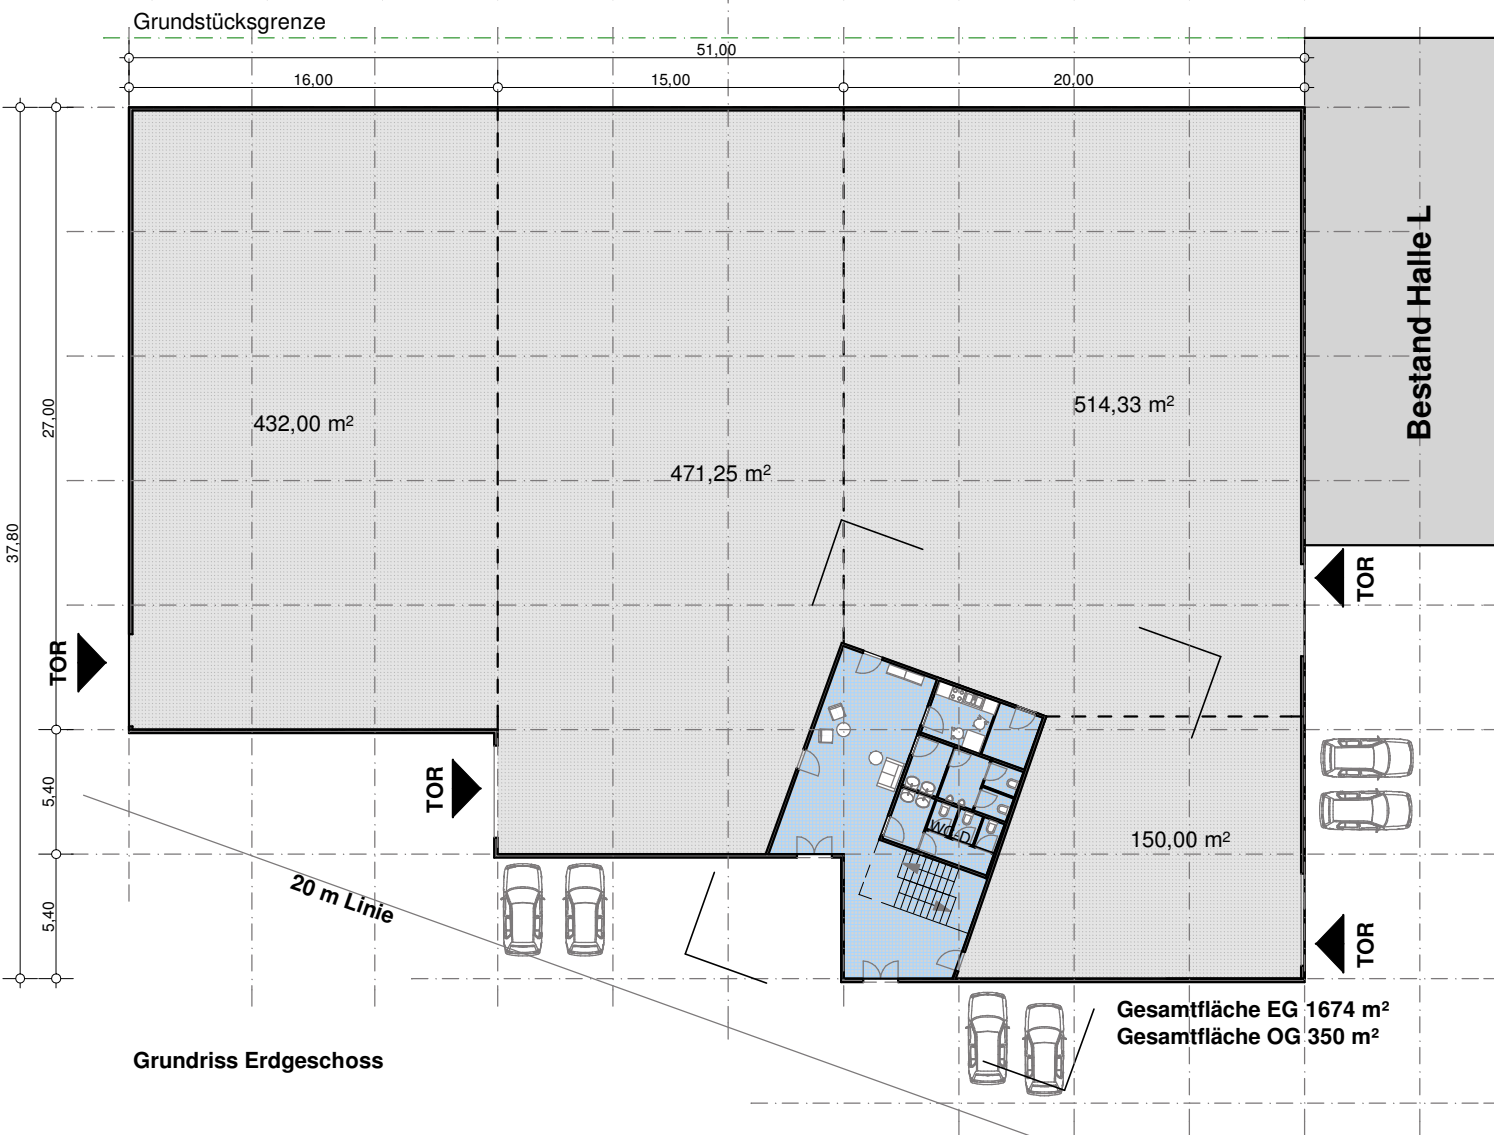 Grundstücksgrenze
51,00
16,00
15,00
20,00
Bestand Halle L
27,00
37,80
432,00 m²
514,33 m²
471,25 m²
TOR
TOR
TOR
5,40
WC-D
150,00 m²
20 m Linie
5,40
TOR
Gesamtfläche EG 1674 m²
Gesamtfläche OG 350 m²
Grundriss Erdgeschoss